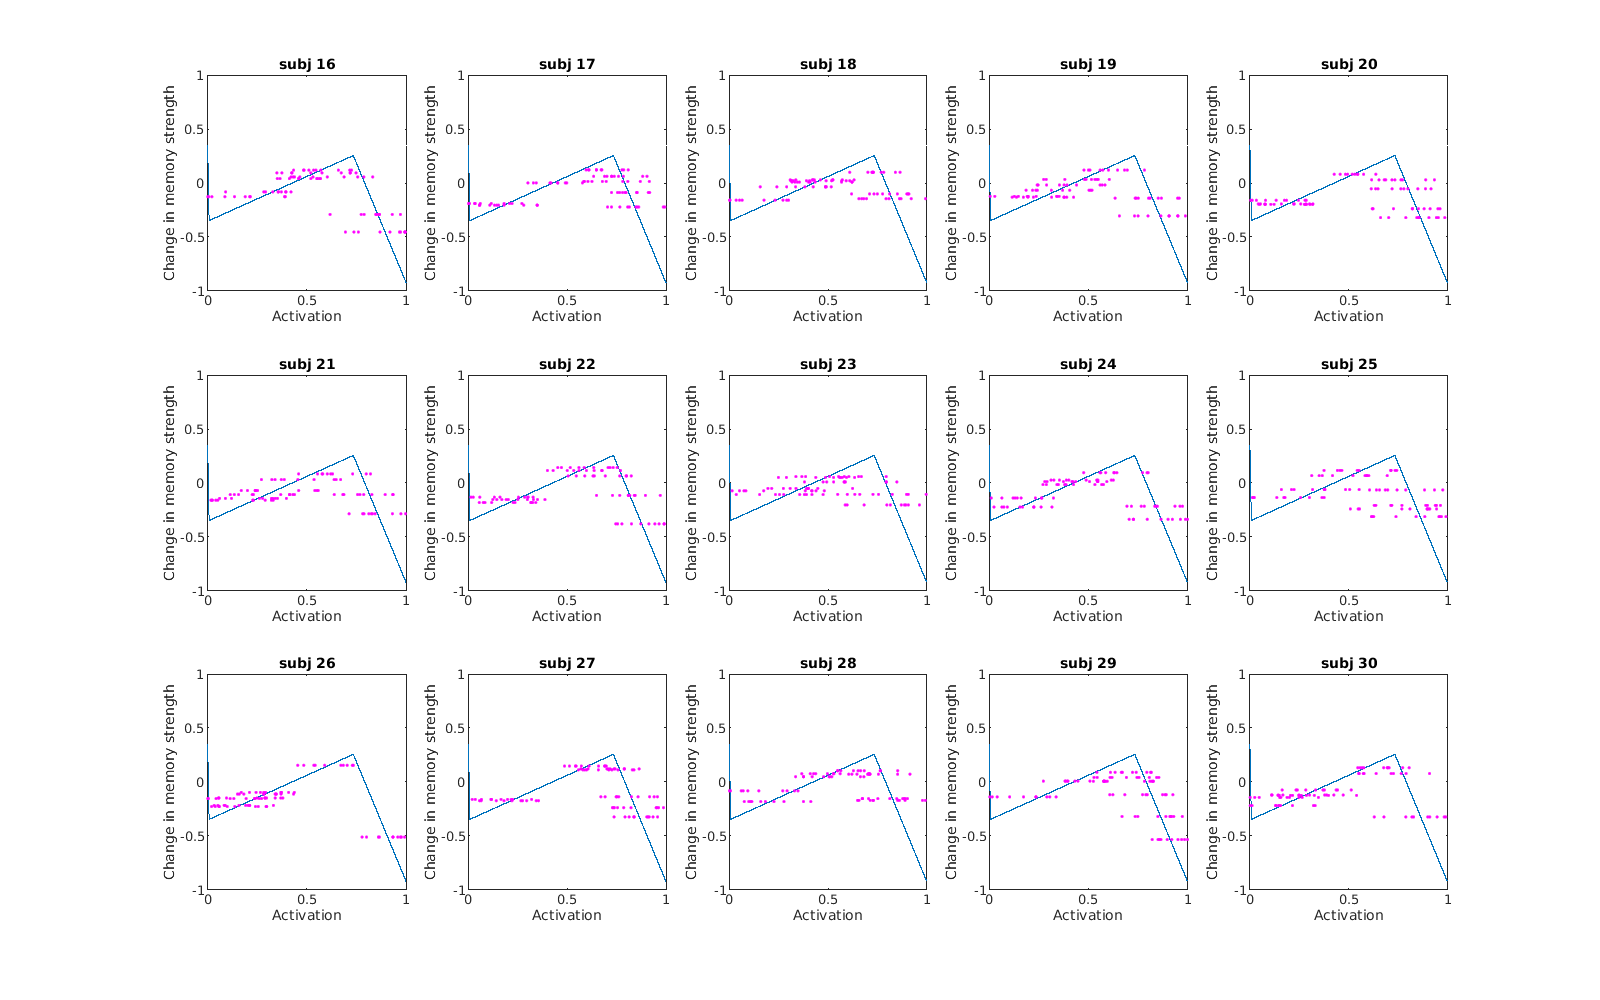 subj 16 subj 17 subj 18 subj 19 subj 20
Change in memory strength Change in memory strength Change in memory strength Change in memory strength Change in memory strength
1 1 1 1 1
0.5 0.5 0.5 0.5 0.5
0 0 0 0 0
-0.5 -0.5 -0.5 -0.5 -0.5
-1 -1 -1 -1 -1
0 0.5 1 0 0.5 1 0 0.5 1 0 0.5 1 0 0.5 1
Activation Activation Activation Activation Activation
subj 21 subj 22 subj 23 subj 24 subj 25
Change in memory strength Change in memory strength Change in memory strength Change in memory strength Change in memory strength
1 1 1 1 1
0.5 0.5 0.5 0.5 0.5
0 0 0 0 0
-0.5 -0.5 -0.5 -0.5 -0.5
-1 -1 -1 -1 -1
0 0.5 1 0 0.5 1 0 0.5 1 0 0.5 1 0 0.5 1
Activation Activation Activation Activation Activation
subj 26 subj 27 subj 28 subj 29 subj 30
Change in memory strength Change in memory strength Change in memory strength Change in memory strength Change in memory strength
1 1 1 1 1
0.5 0.5 0.5 0.5 0.5
0 0 0 0 0
-0.5 -0.5 -0.5 -0.5 -0.5
-1 -1 -1 -1 -1
0 0.5 1 0 0.5 1 0 0.5 1 0 0.5 1 0 0.5 1
Activation Activation Activation Activation Activation